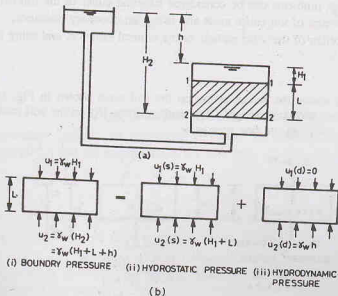 h
H₂
H₁
1 1
L
2 2
(a)
u₁=γw H₁
u₁(s) = γw H₁
u₁(d)=0
L
−
+
u₂ = γw(H₂)
=γw(H₁+L+h)
u₂(s) = γw(H₁+L)
u₂(d)=γw h
(i) BOUNDRY PRESSURE (ii) HYDROSTATIC PRESSURE (iii) HYDRODYNAMIC
PRESSURE
(b)